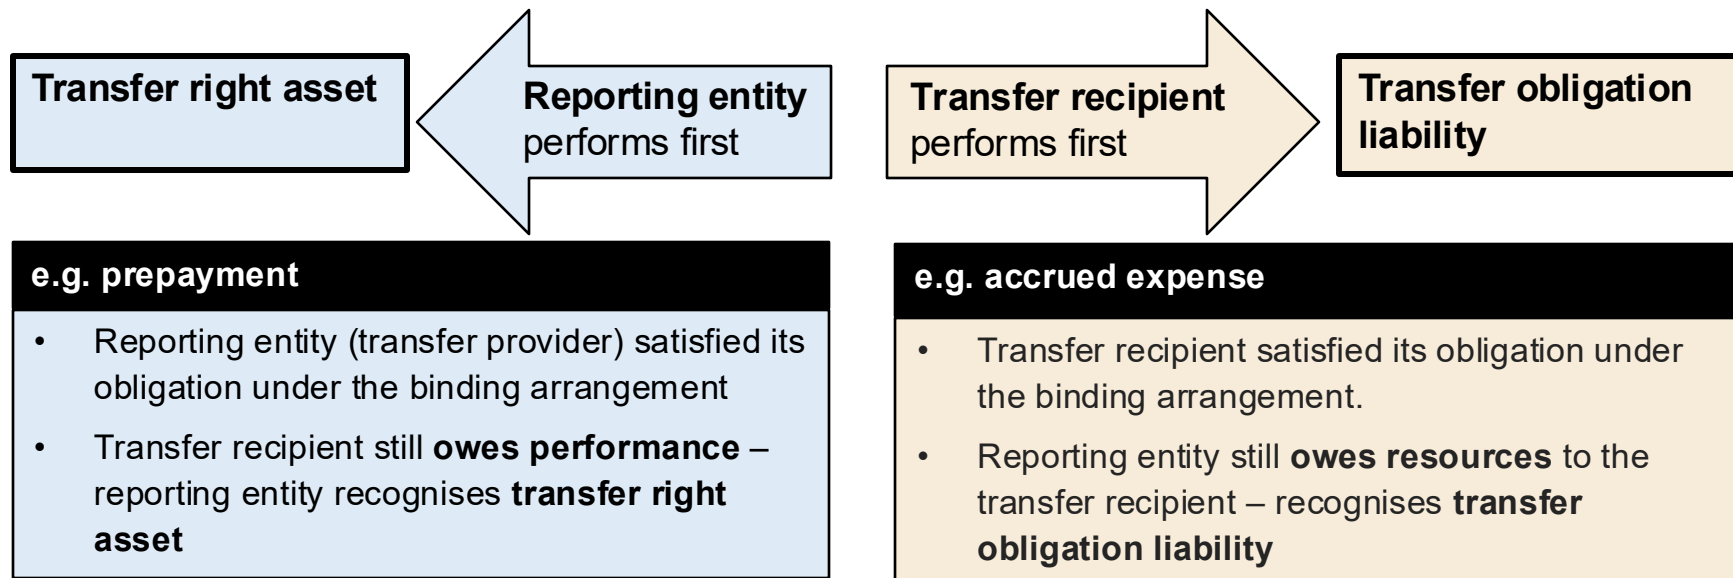 Transfer right asset
Reporting entity
performs first
Transfer recipient
performs first
Transfer obligation
liability
e.g. prepayment
• Reporting entity (transfer provider) satisfied its
obligation under the binding arrangement
• Transfer recipient still owes performance –
reporting entity recognises transfer right
asset
e.g. accrued expense
• Transfer recipient satisfied its obligation under
the binding arrangement.
• Reporting entity still owes resources to the
transfer recipient – recognises transfer
obligation liability